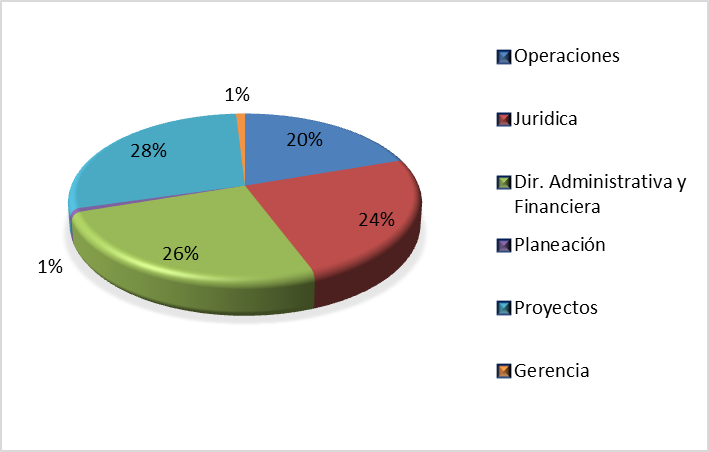 1%
20%
28%
24%
26%
1%
Operaciones
Juridica
Dir. Administrativa y
Financiera
Planeación
Proyectos
Gerencia